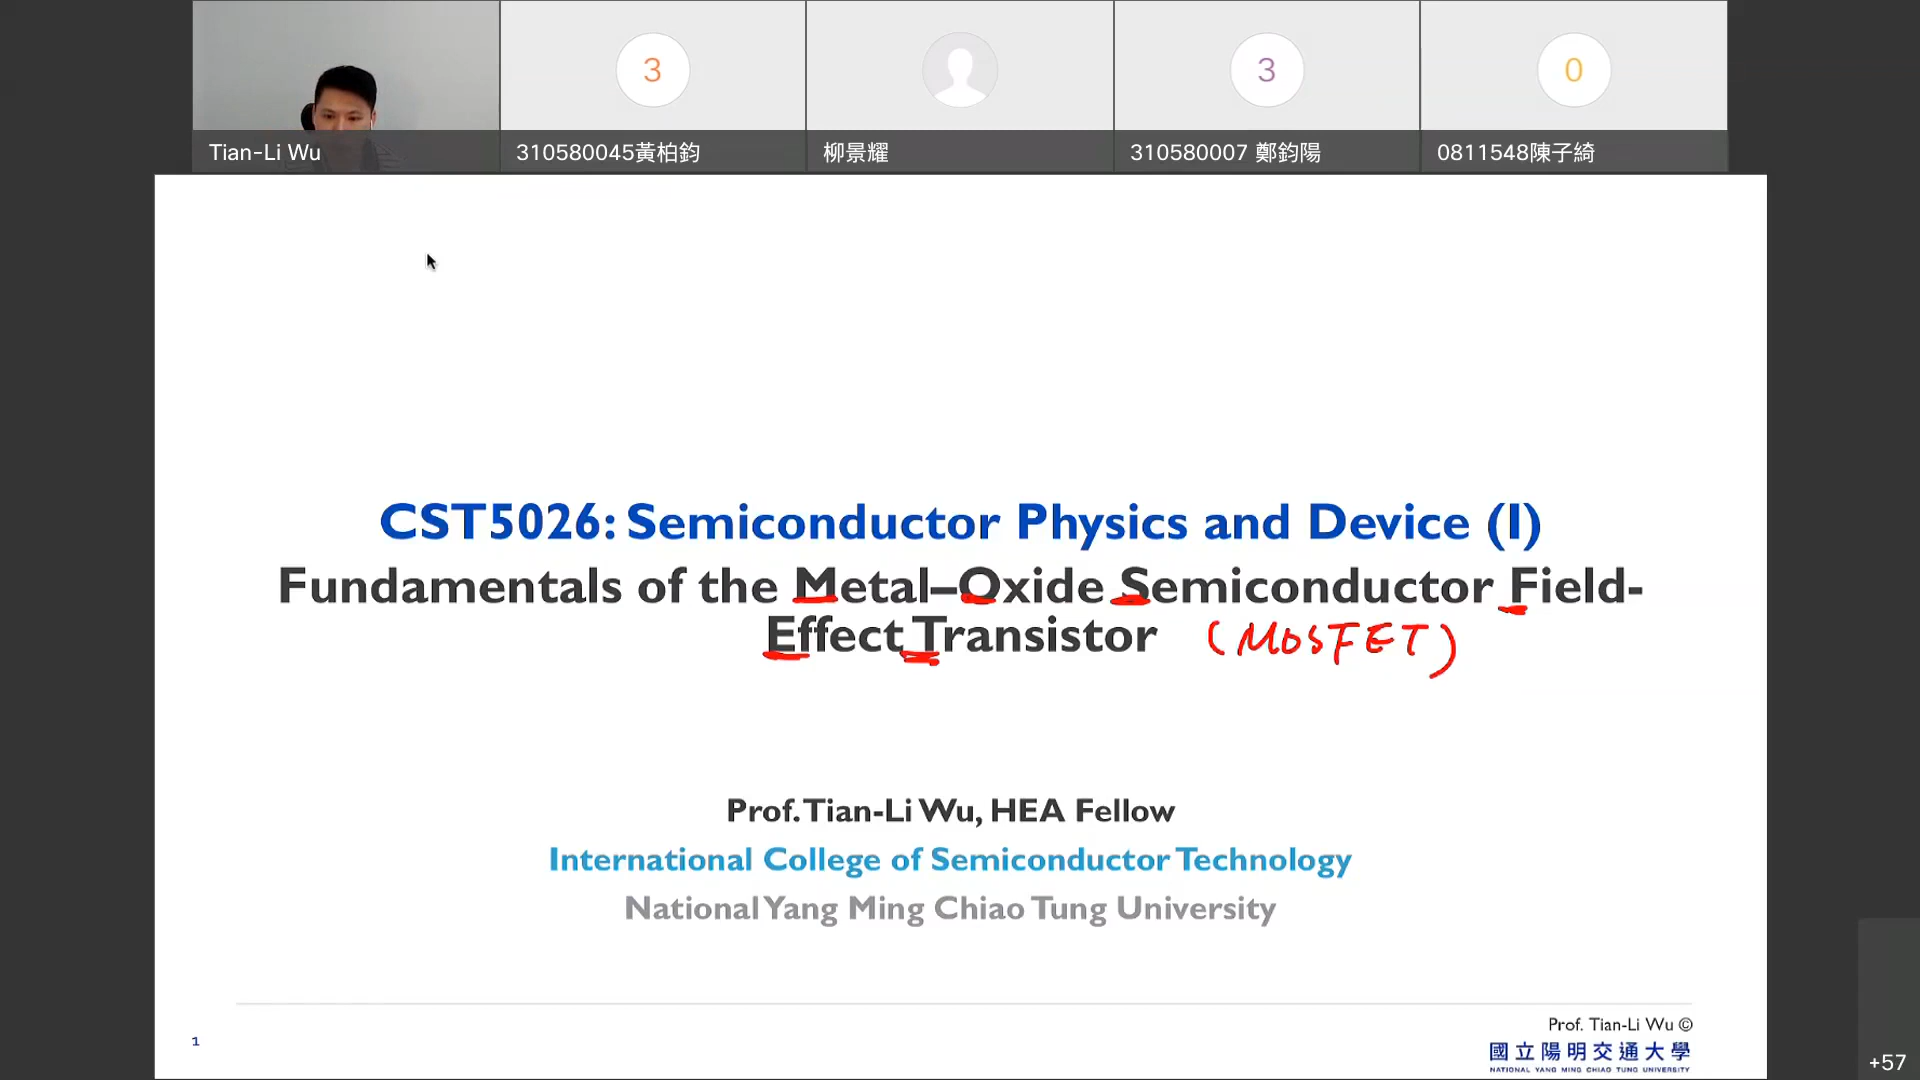 3
3
0
Tian-Li Wu
310580045黃柏鈞
柳景耀
310580007 鄭鈞陽
0811548陳子綺
CST5026: Semiconductor Physics and Device (I)
Fundamentals of the Metal–Oxide Semiconductor Field-
Effect Transistor (MOSFET)
Prof. Tian-Li Wu, HEA Fellow
International College of Semiconductor Technology
National Yang Ming Chiao Tung University
Prof. Tian-Li Wu ©
1
國立陽明交通大學
NATIONAL YANG MING CHIAO TUNG UNIVERSITY
+57